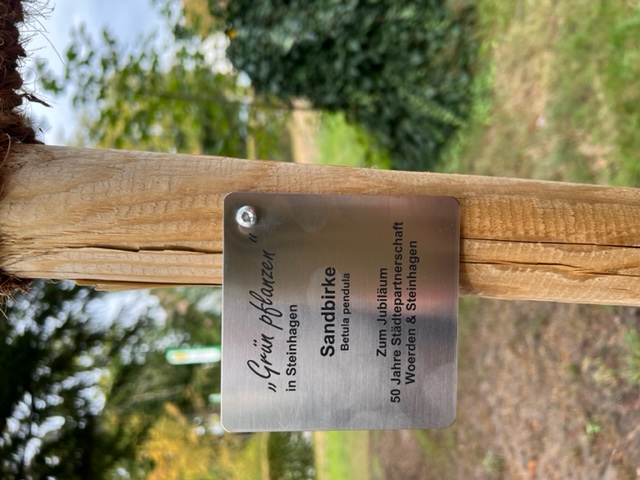 „Grün pflanzen“
in Steinhagen
Sandbirke
Betula pendula
Zum Jubiläum
50 Jahre Städtepartnerschaft
Woerden & Steinhagen